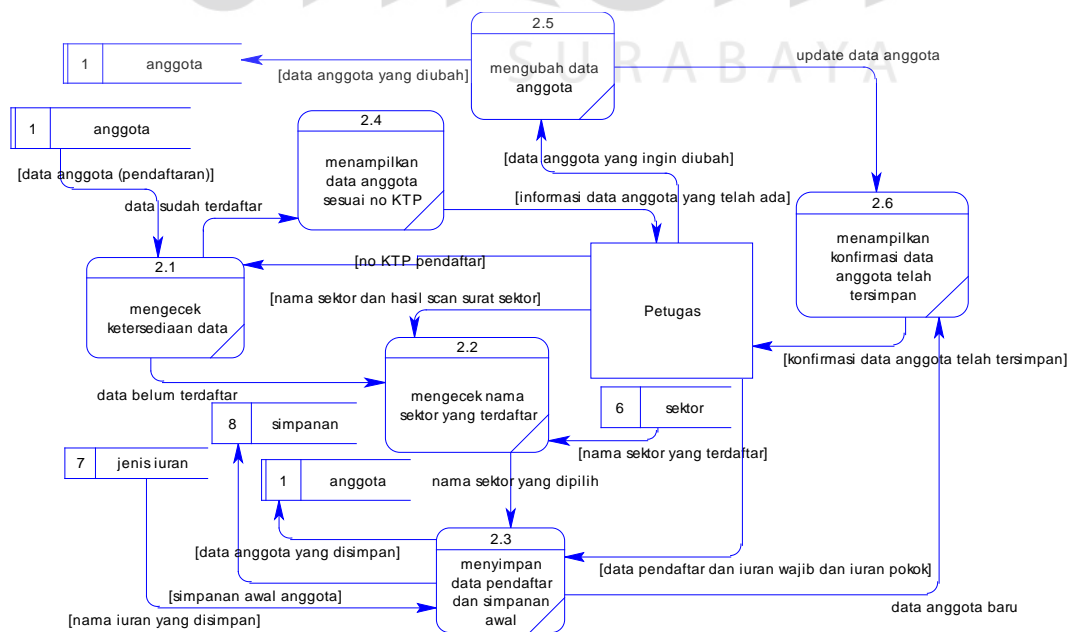 SURABAYA
2.5
mengubah data
anggota
1 anggota
[data anggota yang diubah]
update data anggota
1 anggota
[data anggota (pendaftaran)]
2.4
menampilkan
data anggota
sesuai no KTP
data sudah terdaftar
[data anggota yang ingin diubah]
[informasi data anggota yang telah ada]
2.6
menampilkan
konfirmasi data
anggota telah
tersimpan
2.1
mengecek
ketersediaan data
[no KTP pendaftar]
[nama sektor dan hasil scan surat sektor]
Petugas
[konfirmasi data anggota telah tersimpan]
2.2
mengecek nama
sektor yang terdaftar
data belum terdaftar
6 sektor
[nama sektor yang terdaftar]
8 simpanan
7 jenis iuran
1 anggota
nama sektor yang dipilih
2.3
menyimpan
data pendaftar
dan simpanan
awal
[data anggota yang disimpan]
[data pendaftar dan iuran wajib dan iuran pokok]
[simpanan awal anggota]
[nama iuran yang disimpan]
data anggota baru